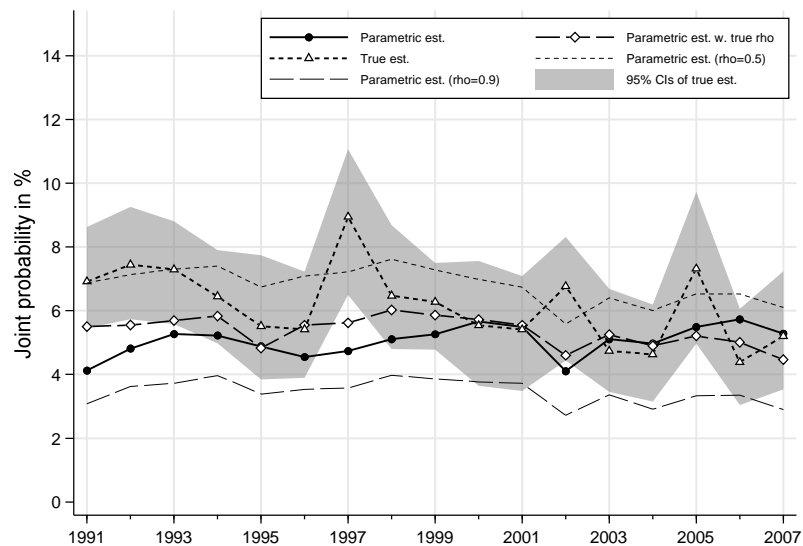 Parametric est.
Parametric est. w. true rho
True est.
Parametric est. (rho=0.5)
Parametric est. (rho=0.9)
95% CIs of true est.
Joint probability in %
14
12
10
8
6
4
2
0
1991 1993 1995 1997 1999 2001 2003 2005 2007